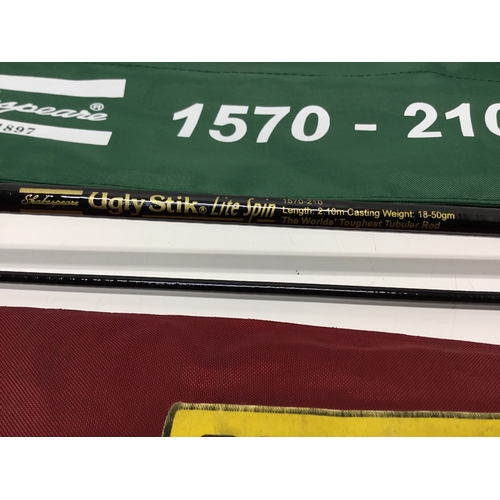 1570 - 210
1897
Shakespeare Ugly Stik® Lite Spin
1570-210
Length: 2.10m Casting Weight: 18-50gm
The Worlds' Toughest Tubular Rod